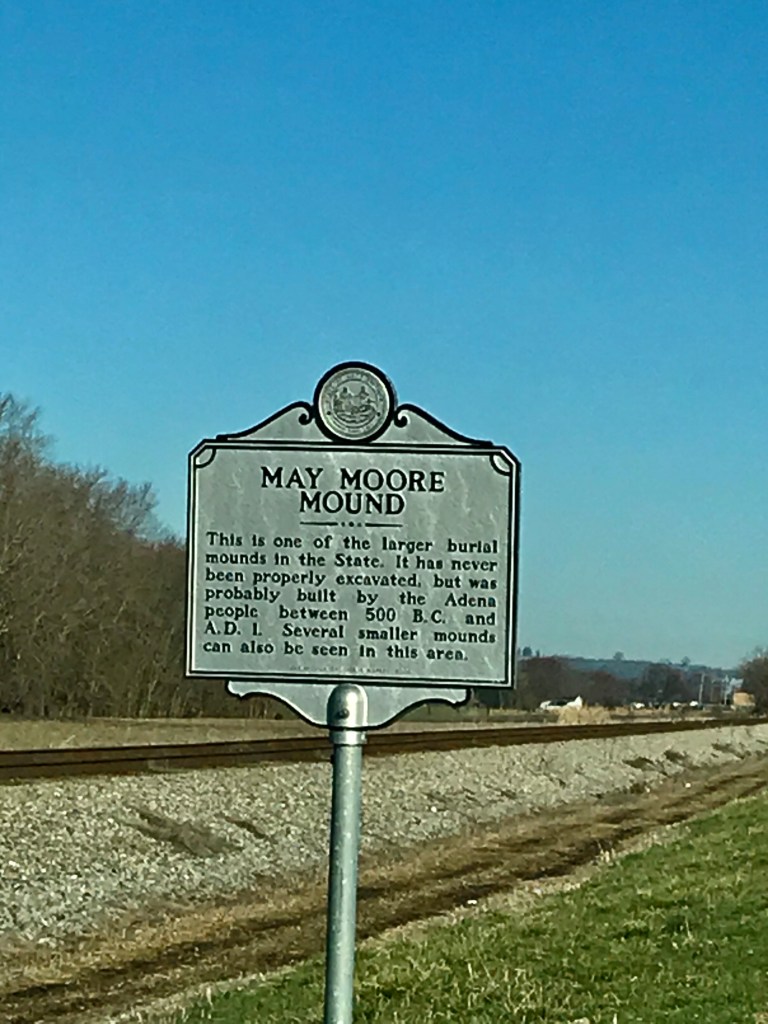 MAY MOORE
MOUND
This is one of the larger burial
mounds in the State. It has never
been properly excavated, but was
probably built by the Adena
people between 500 B.C. and
A.D. 1. Several smaller mounds
can also be seen in this area.